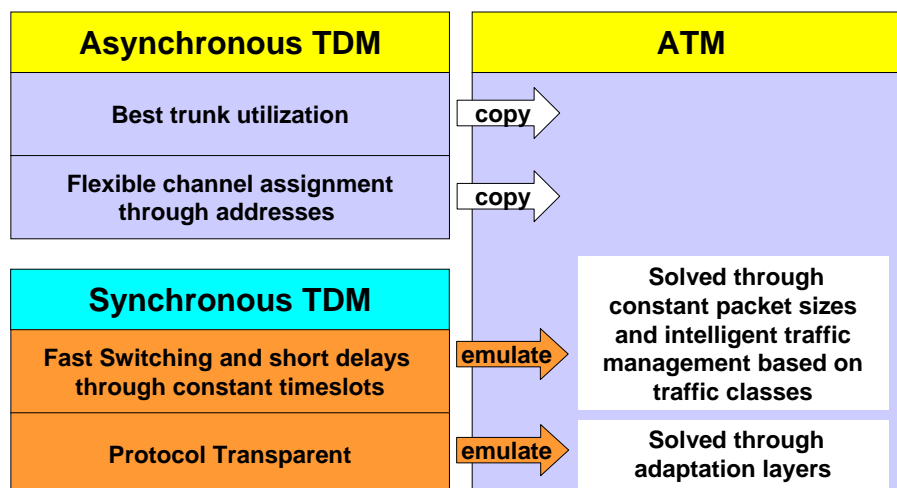 Asynchronous TDM
ATM
Best trunk utilization
copy
Flexible channel assignment
through addresses
copy
Synchronous TDM
Fast Switching and short delays
through constant timeslots
emulate
Solved through
constant packet sizes
and intelligent traffic
management based on
traffic classes
Protocol Transparent
emulate
Solved through
adaptation layers